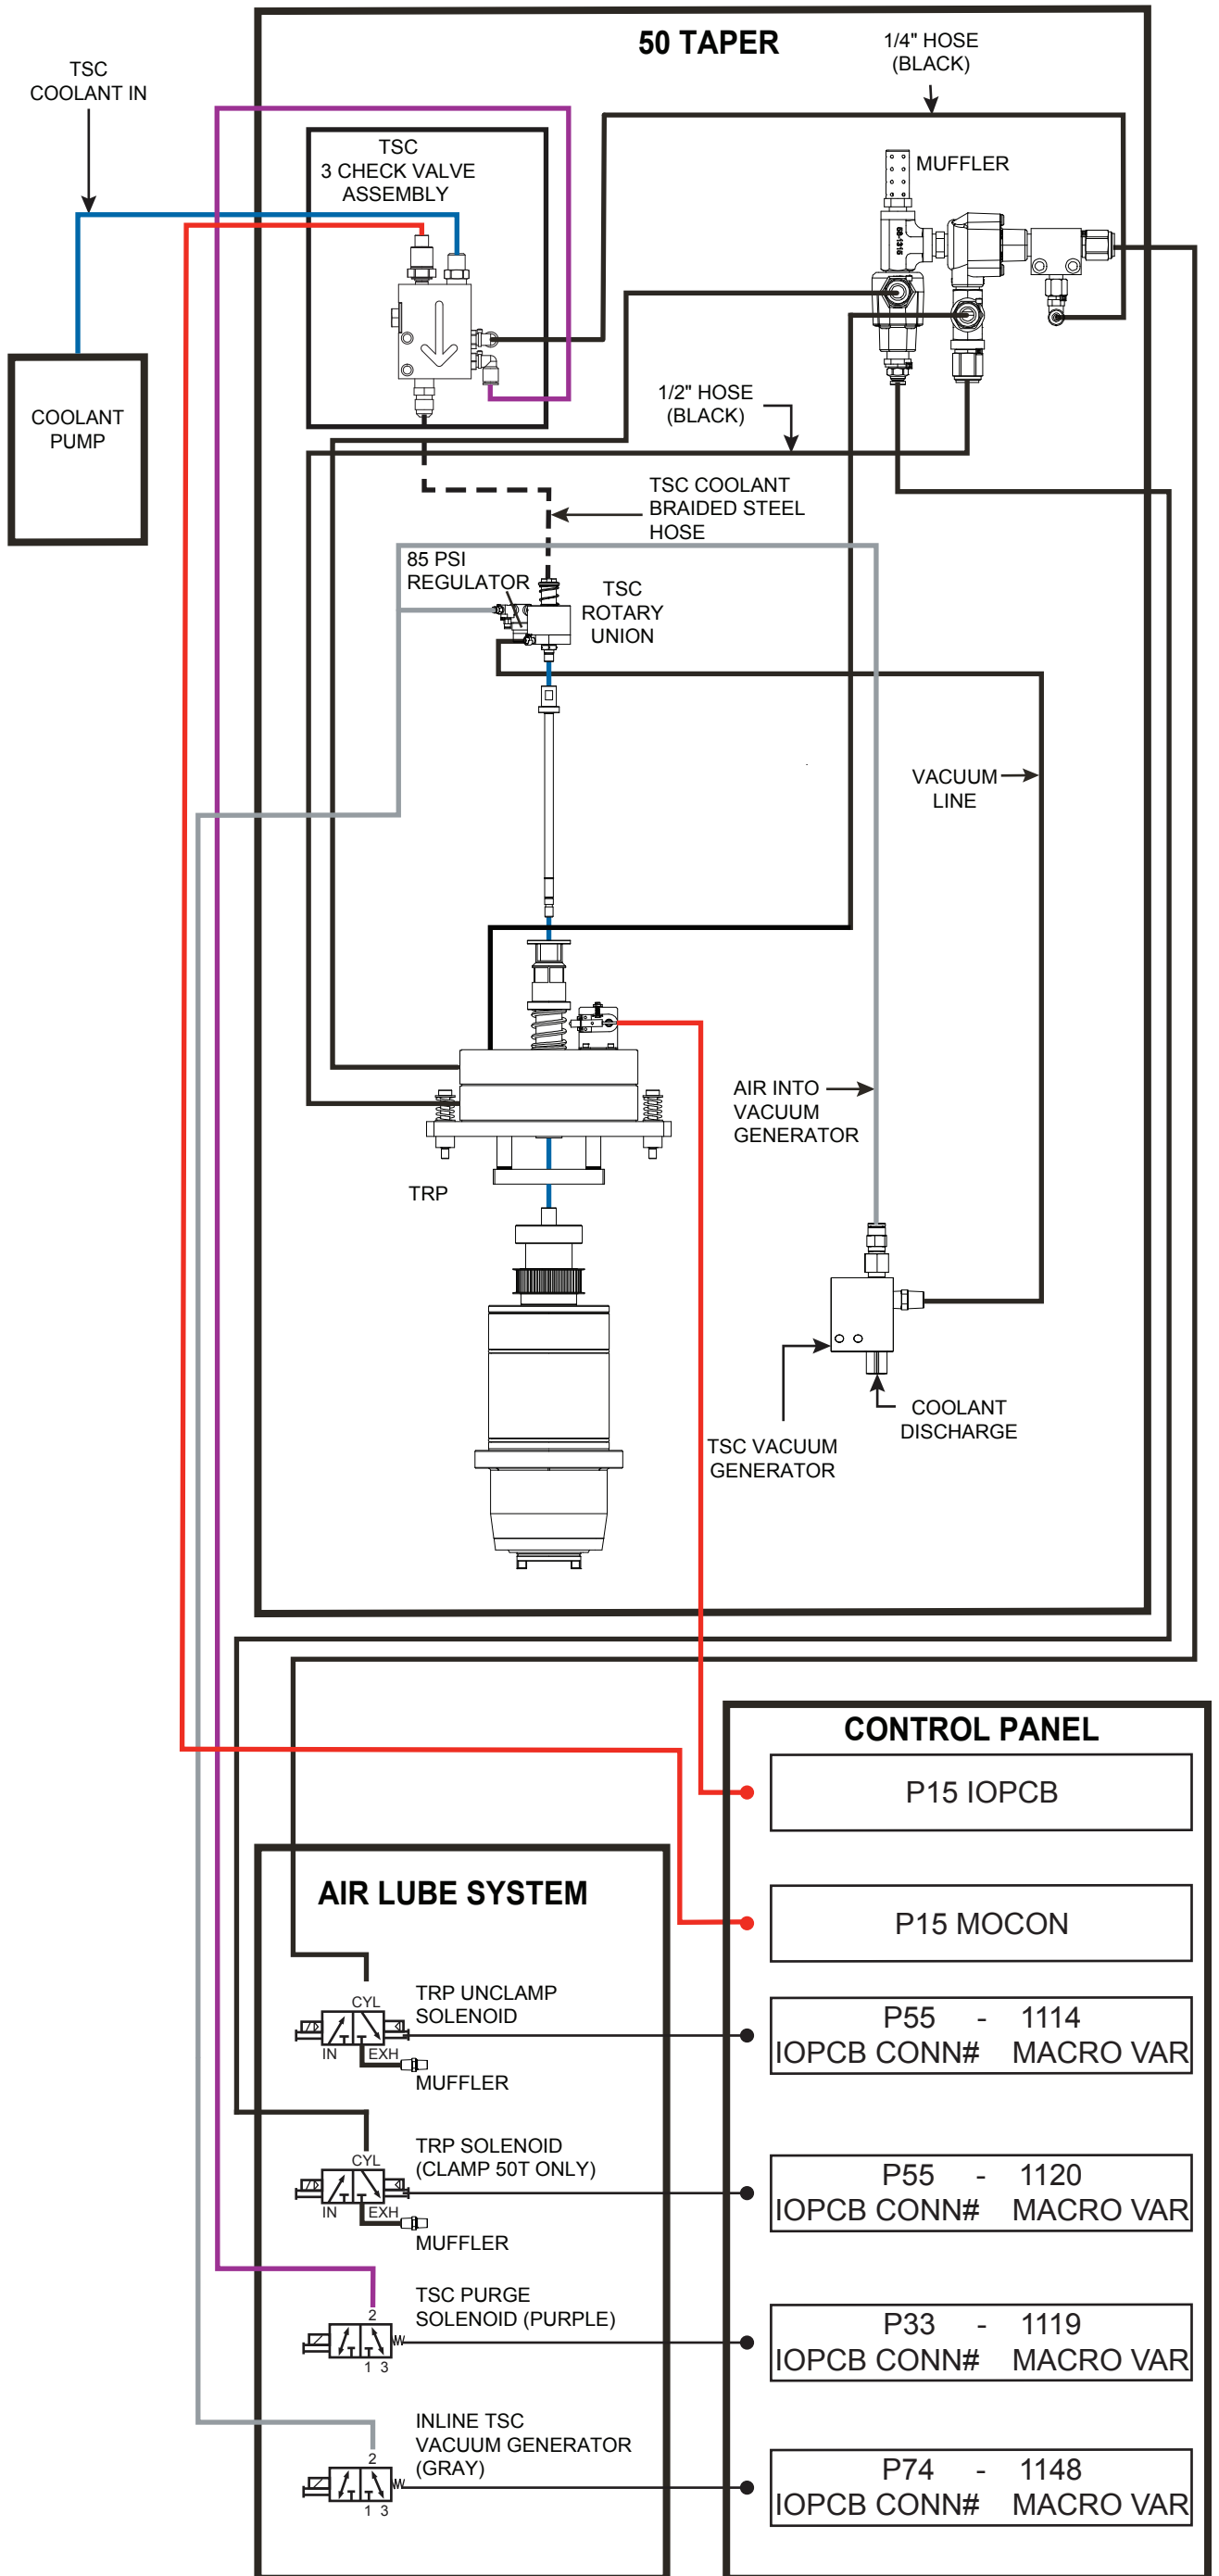 50 TAPER
1/4" HOSE
(BLACK)
TSC
COOLANT IN
TSC
3 CHECK VALVE
ASSEMBLY
MUFFLER
COOLANT
PUMP
1/2" HOSE
(BLACK)
TSC COOLANT
BRAIDED STEEL
HOSE
85 PSI
REGULATOR
TSC
ROTARY
UNION
VACUUM
LINE
AIR INTO
VACUUM
GENERATOR
TRP
COOLANT
DISCHARGE
TSC VACUUM
GENERATOR
CONTROL PANEL
P15 IOPCB
AIR LUBE SYSTEM
P15 MOCON
TRP UNCLAMP
SOLENOID
CYL
IN EXH
MUFFLER
P55 - 1114
IOPCB CONN# MACRO VAR
TRP SOLENOID
(CLAMP 50T ONLY)
CYL
IN EXH
MUFFLER
P55 - 1120
IOPCB CONN# MACRO VAR
TSC PURGE
SOLENOID (PURPLE)
2
1 3
P33 - 1119
IOPCB CONN# MACRO VAR
INLINE TSC
VACUUM GENERATOR
(GRAY)
2
1 3
P74 - 1148
IOPCB CONN# MACRO VAR